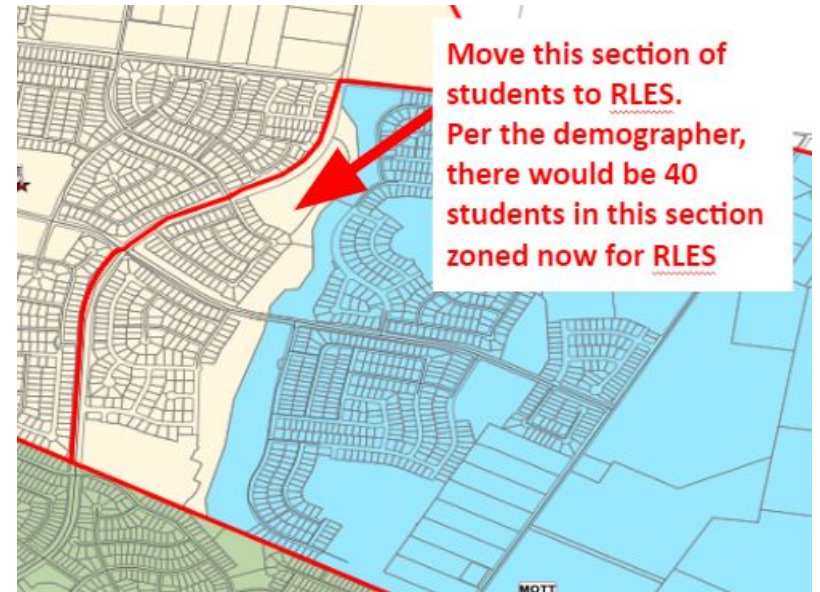 Move this section of
students to RLES.
Per the demographer,
there would be 40
students in this section
zoned now for RLES
MOTT